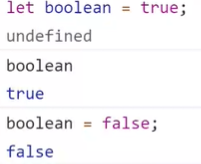 let boolean = true;
undefined
boolean
true
boolean = false;
false